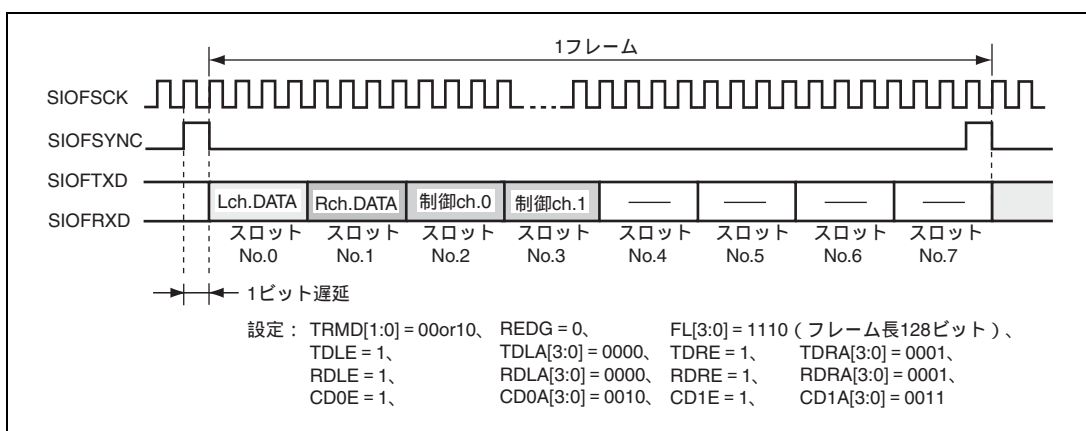 1フレーム
SIOFSCK
SIOFSYNC
SIOFTXD
SIOFRXD
Lch.DATA Rch.DATA 制御ch.0 制御ch.1 —— —— —— ——
スロット スロット スロット スロット スロット スロット スロット スロット
No.0 No.1 No.2 No.3 No.4 No.5 No.6 No.7
1ビット遅延
設定： TRMD[1:0] = 00or10、 REDG = 0、 FL[3:0] = 1110（フレーム長128ビット）、
TDLE = 1、 TDLA[3:0] = 0000、 TDRE = 1、 TDRA[3:0] = 0001、
RDLE = 1、 RDLA[3:0] = 0000、 RDRE = 1、 RDRA[3:0] = 0001、
CD0E = 1、 CD0A[3:0] = 0010、 CD1E = 1、 CD1A[3:0] = 0011